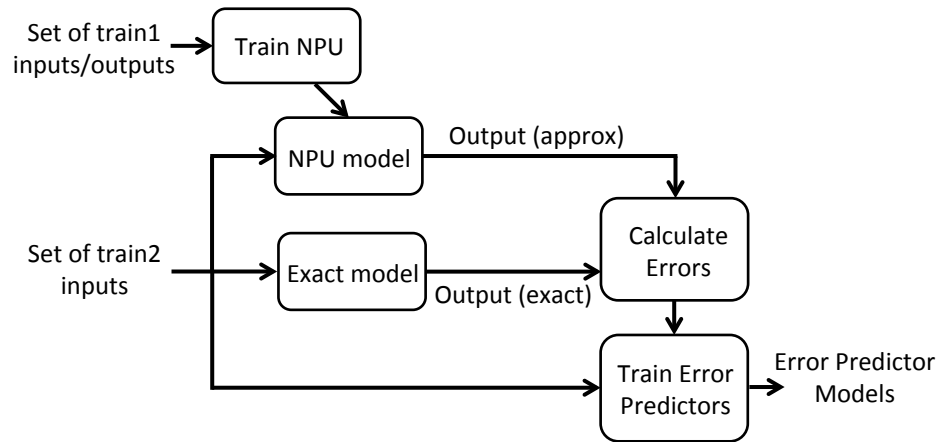 Set of train1
inputs/outputs
Train NPU
NPU model
Output (approx)
Set of train2
inputs
Exact model
Output (exact)
Calculate
Errors
Train Error
Predictors
Error Predictor
Models